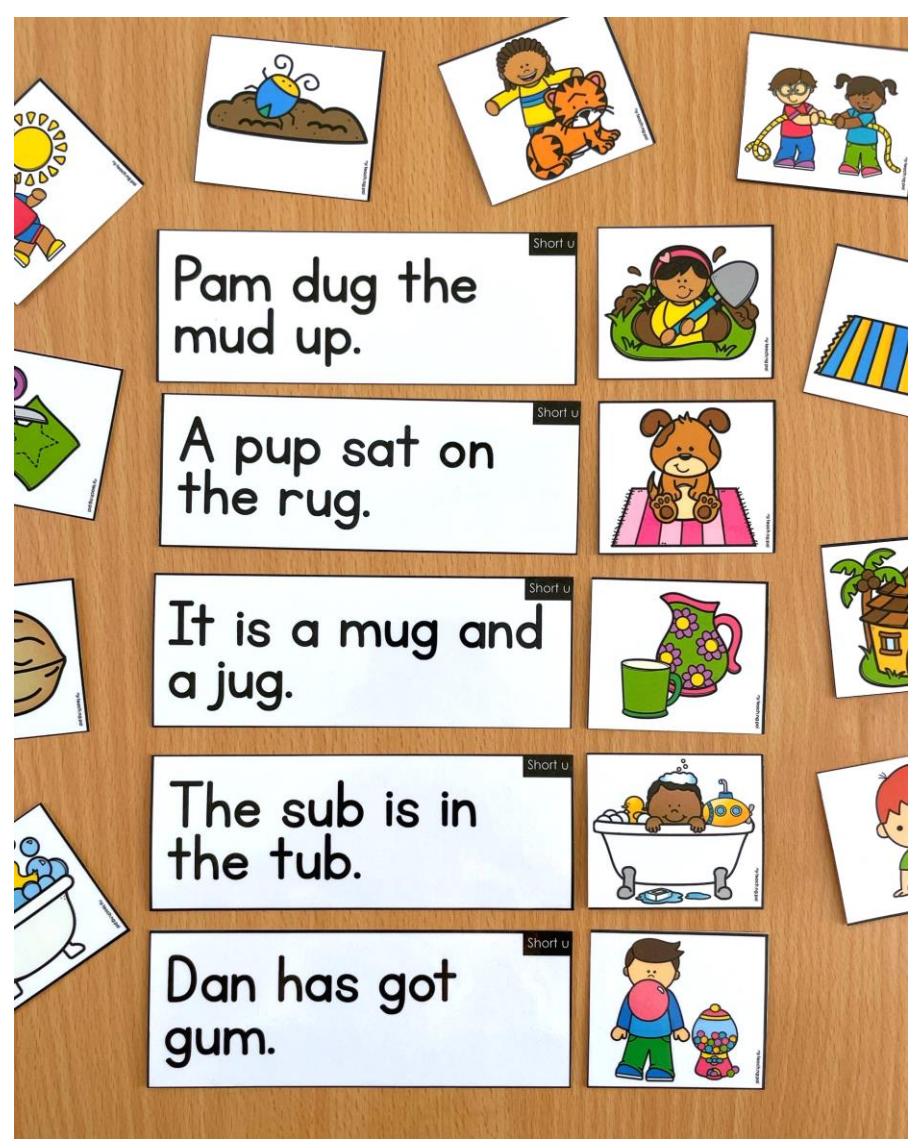 Short u
Pam dug the
mud up.
Short u
A pup sat on
the rug.
Short u
It is a mug and
a jug.
Short u
The sub is in
the tub.
Short u
Dan has got
gum.